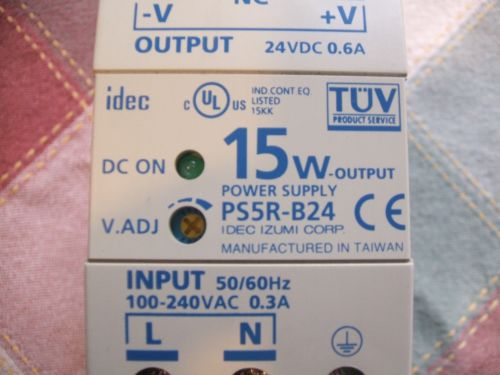 NC
-V +V
OUTPUT 24VDC 0.6A
idec
C UL US
IND.CONT EQ.
LISTED
15KK
TÜV
PRODUCT SERVICE
DC ON
15W-OUTPUT
POWER SUPPLY
V.ADJ
PS5R-B24
CE
IDEC IZUMI CORP.
MANUFACTURED IN TAIWAN
INPUT 50/60Hz
100-240VAC 0.3A
L N